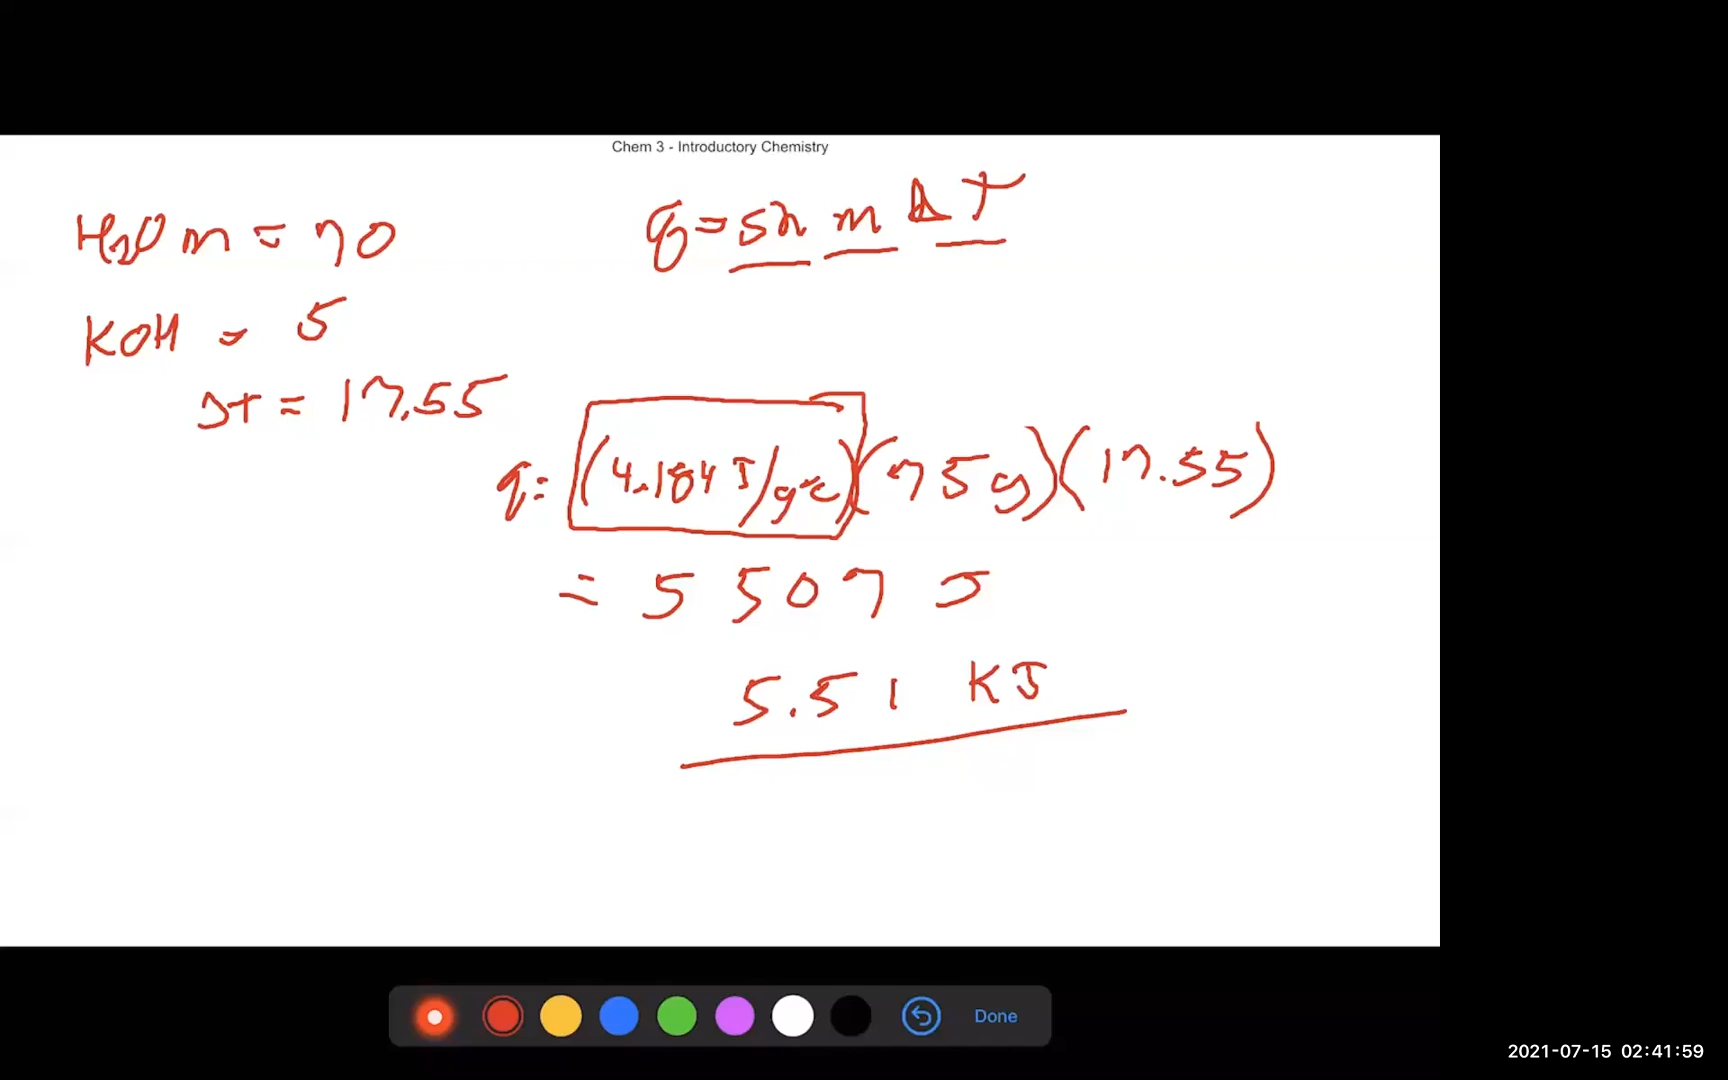 Chem 3 - Introductory Chemistry
H2O m = 70
q = sh m ΔT
KOH = 5
ΔT = 17.55
q = (4.184 J/g°C)(75g)(17.55)
= 5507 J
5.51 KJ
Done
2021-07-15 02:41:59